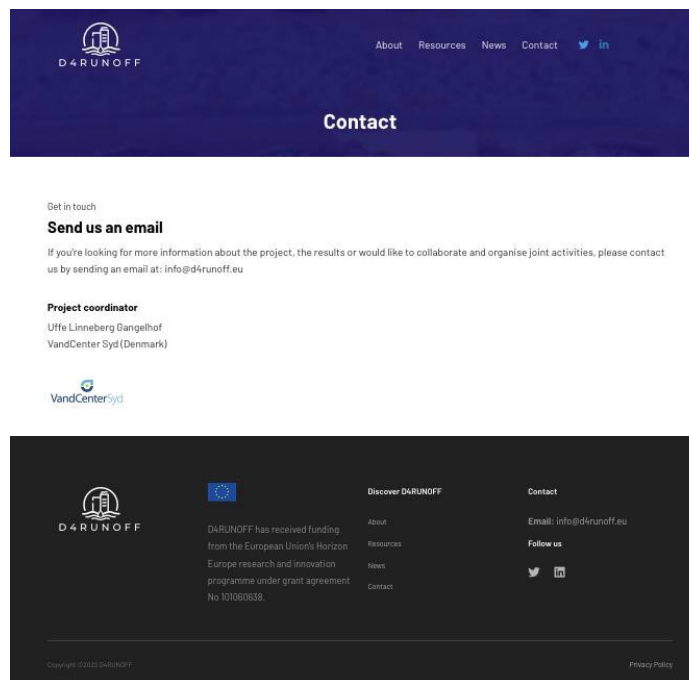 D4RUNOFF
About Resources News Contact
Contact
Get in touch
Send us an email
If you're looking for more information about the project, the results or would like to collaborate and organise joint activities, please contact
us by sending an email at: info@d4runoff.eu
Project coordinator
Uffe Linneberg Gangelhof
VandCenter Syd (Denmark)
VandCenterSyd
D4RUNOFF
D4RUNOFF has received funding
from the European Union's Horizon
Europe research and innovation
programme under grant agreement
No 101060638.
Discover D4RUNOFF
About
Resources
News
Contact
Contact
Email: info@d4runoff.eu
Follow us
Copyright ©2022 D4RUNOFF
Privacy Policy